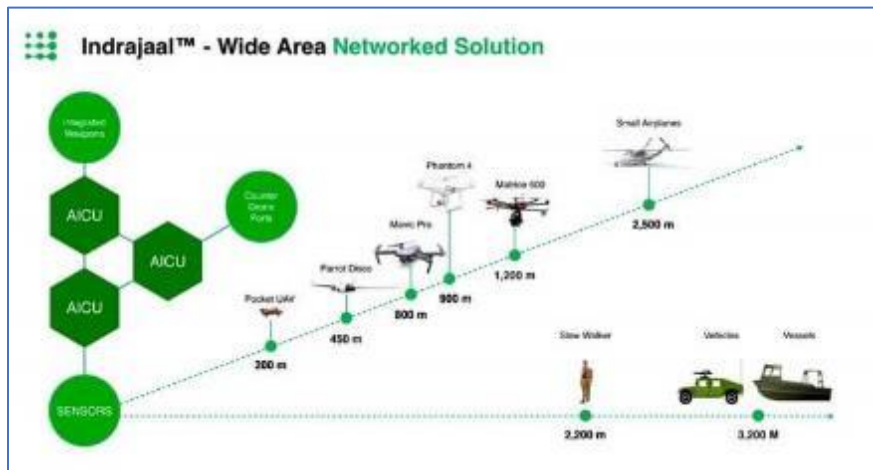 Indrajaal™ - Wide Area Networked Solution
Integrated
Weapons
AICU
AICU
AICU
Counter
Drone
Ports
SENSORS
Pocket UAV
200 m
Parrot Disco
450 m
Mavic Pro
800 m
Phantom 4
900 m
Matrice 600
1,200 m
Small Airplanes
2,500 m
Slow Walker
2,200 m
Vehicles
Vessels
3,200 M